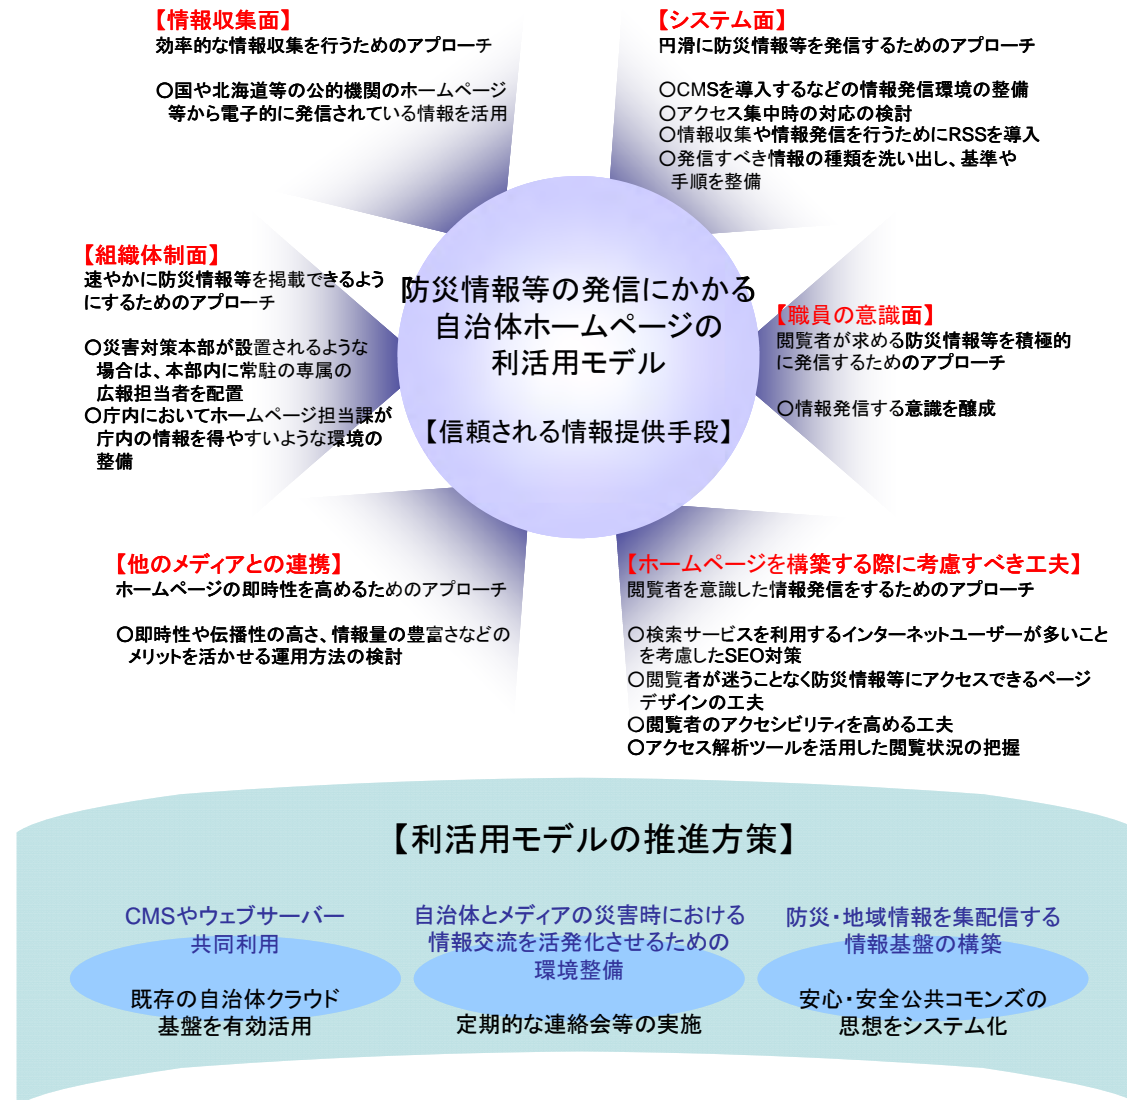 【情報収集面】
効率的な情報収集を行うためのアプローチ
○国や北海道等の公的機関のホームページ
等から電子的に発信されている情報を活用
【システム面】
円滑に防災情報等を発信するためのアプローチ
○CMSを導入するなどの情報発信環境の整備
○アクセス集中時の対応の検討
○情報収集や情報発信を行うためにRSSを導入
○発信すべき情報の種類を洗い出し、基準や
手順を整備
【組織体制面】
速やかに防災情報等を掲載できるよう
にするためのアプローチ
○災害対策本部が設置されるような
場合は、本部内に常駐の専属の
広報担当者を配置
○庁内においてホームページ担当課が
庁内の情報を得やすいような環境の
整備
防災情報等の発信にかかる
自治体ホームページの
利活用モデル
【信頼される情報提供手段】
【職員の意識面】
閲覧者が求める防災情報等を積極的
に発信するためのアプローチ
○情報発信する意識を醸成
【他のメディアとの連携】
ホームページの即時性を高めるためのアプローチ
○即時性や伝播性の高さ、情報量の豊富さなどの
メリットを活かせる運用方法の検討
【ホームページを構築する際に考慮すべき工夫】
閲覧者を意識した情報発信をするためのアプローチ
○検索サービスを利用するインターネットユーザーが多いこと
を考慮したSEO対策
○閲覧者が迷うことなく防災情報等にアクセスできるページ
デザインの工夫
○閲覧者のアクセシビリティを高める工夫
○アクセス解析ツールを活用した閲覧状況の把握
【利活用モデルの推進方策】
CMSやウェブサーバー
共同利用
既存の自治体クラウド
基盤を有効活用
自治体とメディアの災害時における
情報交流を活発化させるための
環境整備
定期的な連絡会等の実施
防災・地域情報を集配信する
情報基盤の構築
安心・安全公共コモンズの
思想をシステム化